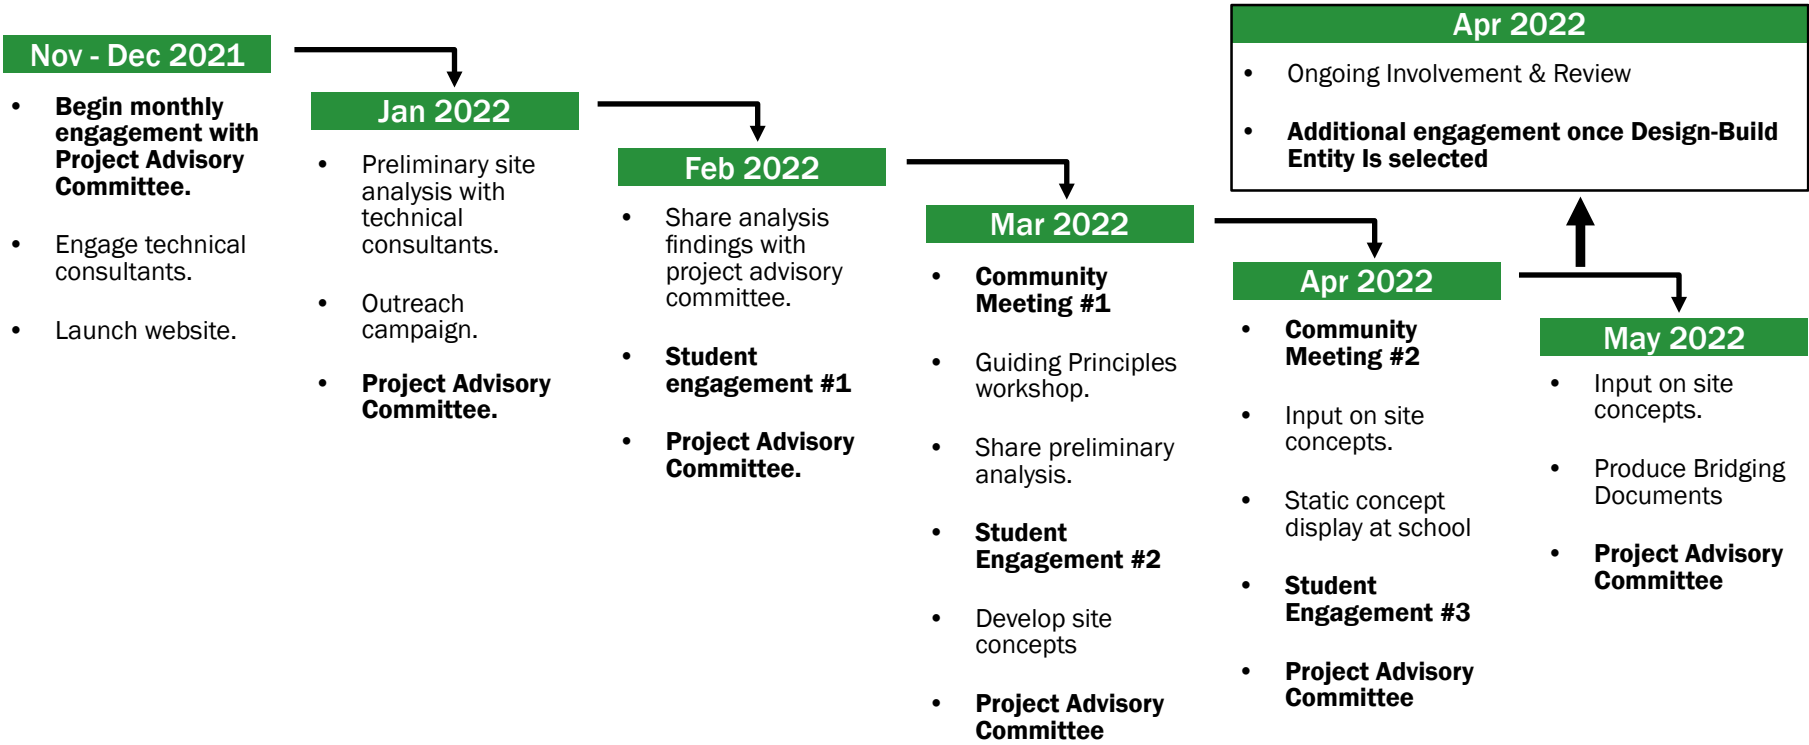 Nov - Dec 2021
• Begin monthly
engagement with
Project Advisory
Committee.
• Engage technical
consultants.
• Launch website.
Jan 2022
• Preliminary site
analysis with
technical
consultants.
• Outreach
campaign.
• Project Advisory
Committee.
Feb 2022
• Share analysis
findings with
project advisory
committee.
• Student
engagement #1
• Project Advisory
Committee.
Mar 2022
• Community
Meeting #1
• Guiding Principles
workshop.
• Share preliminary
analysis.
• Student
Engagement #2
• Develop site
concepts
• Project Advisory
Committee
Apr 2022
• Community
Meeting #2
• Input on site
concepts.
• Static concept
display at school
• Student
Engagement #3
• Project Advisory
Committee
Apr 2022
• Ongoing Involvement & Review
• Additional engagement once Design-Build
Entity Is selected
May 2022
• Input on site
concepts.
• Produce Bridging
Documents
• Project Advisory
Committee